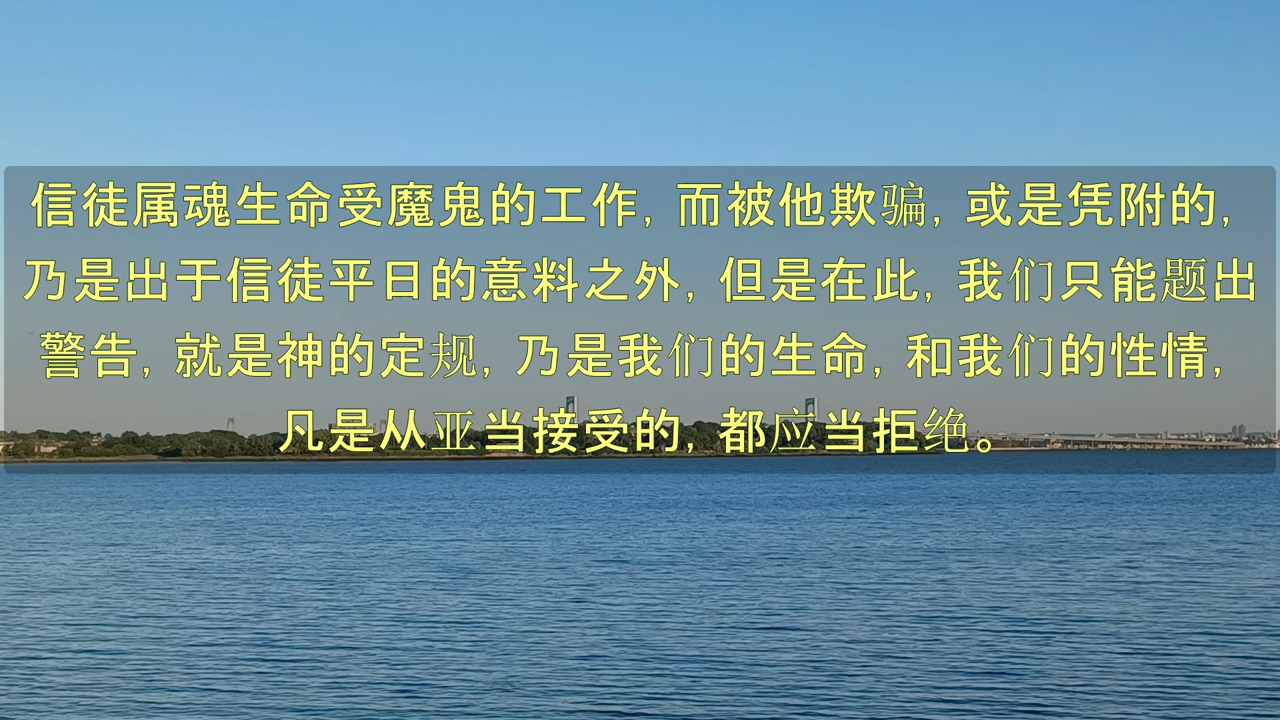 信徒属魂生命受魔鬼的工作, 而被他欺骗, 或是凭附的,
乃是出于信徒平日的意料之外, 但是在此, 我们只能题出
警告, 就是神的定规, 乃是我们的生命, 和我们的性情,
凡是从亚当接受的, 都应当拒绝。